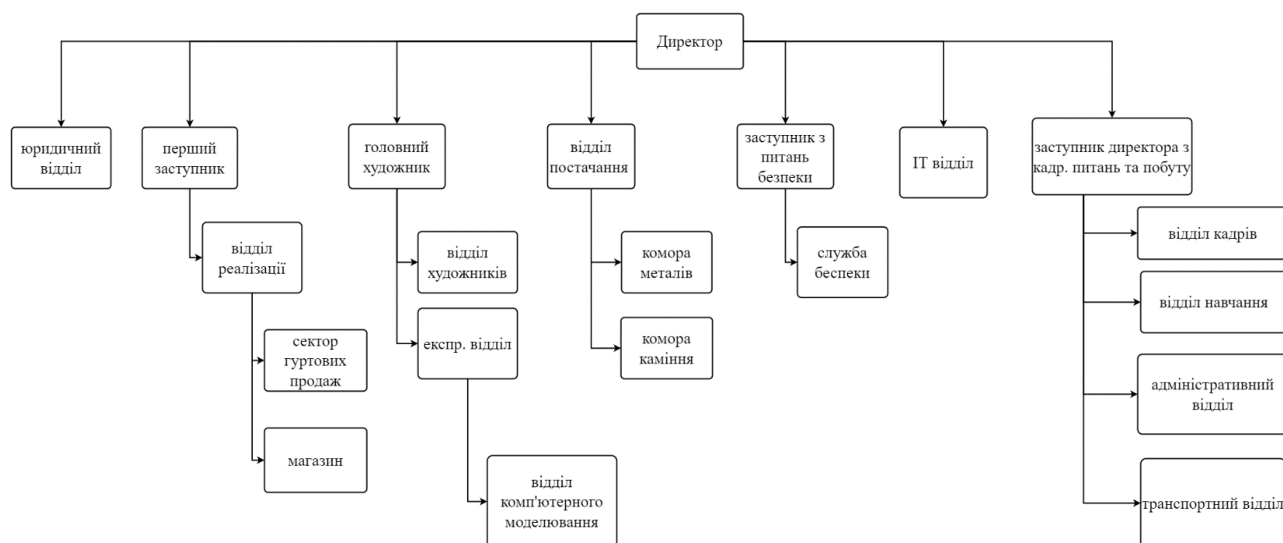 Директор
юридичний
відділ
перший
заступник
головний
художник
відділ
постачання
заступник з
питань
безпеки
ІТ відділ
заступник директора з
кадр. питань та побуту
відділ
реалізації
сектор
гуртових
продаж
магазин
відділ
художників
експр. відділ
відділ
комп'ютерного
моделювання
комора
металів
комора
каміння
служба
беспеки
відділ кадрів
відділ навчання
адміністративний
відділ
транспортний відділ